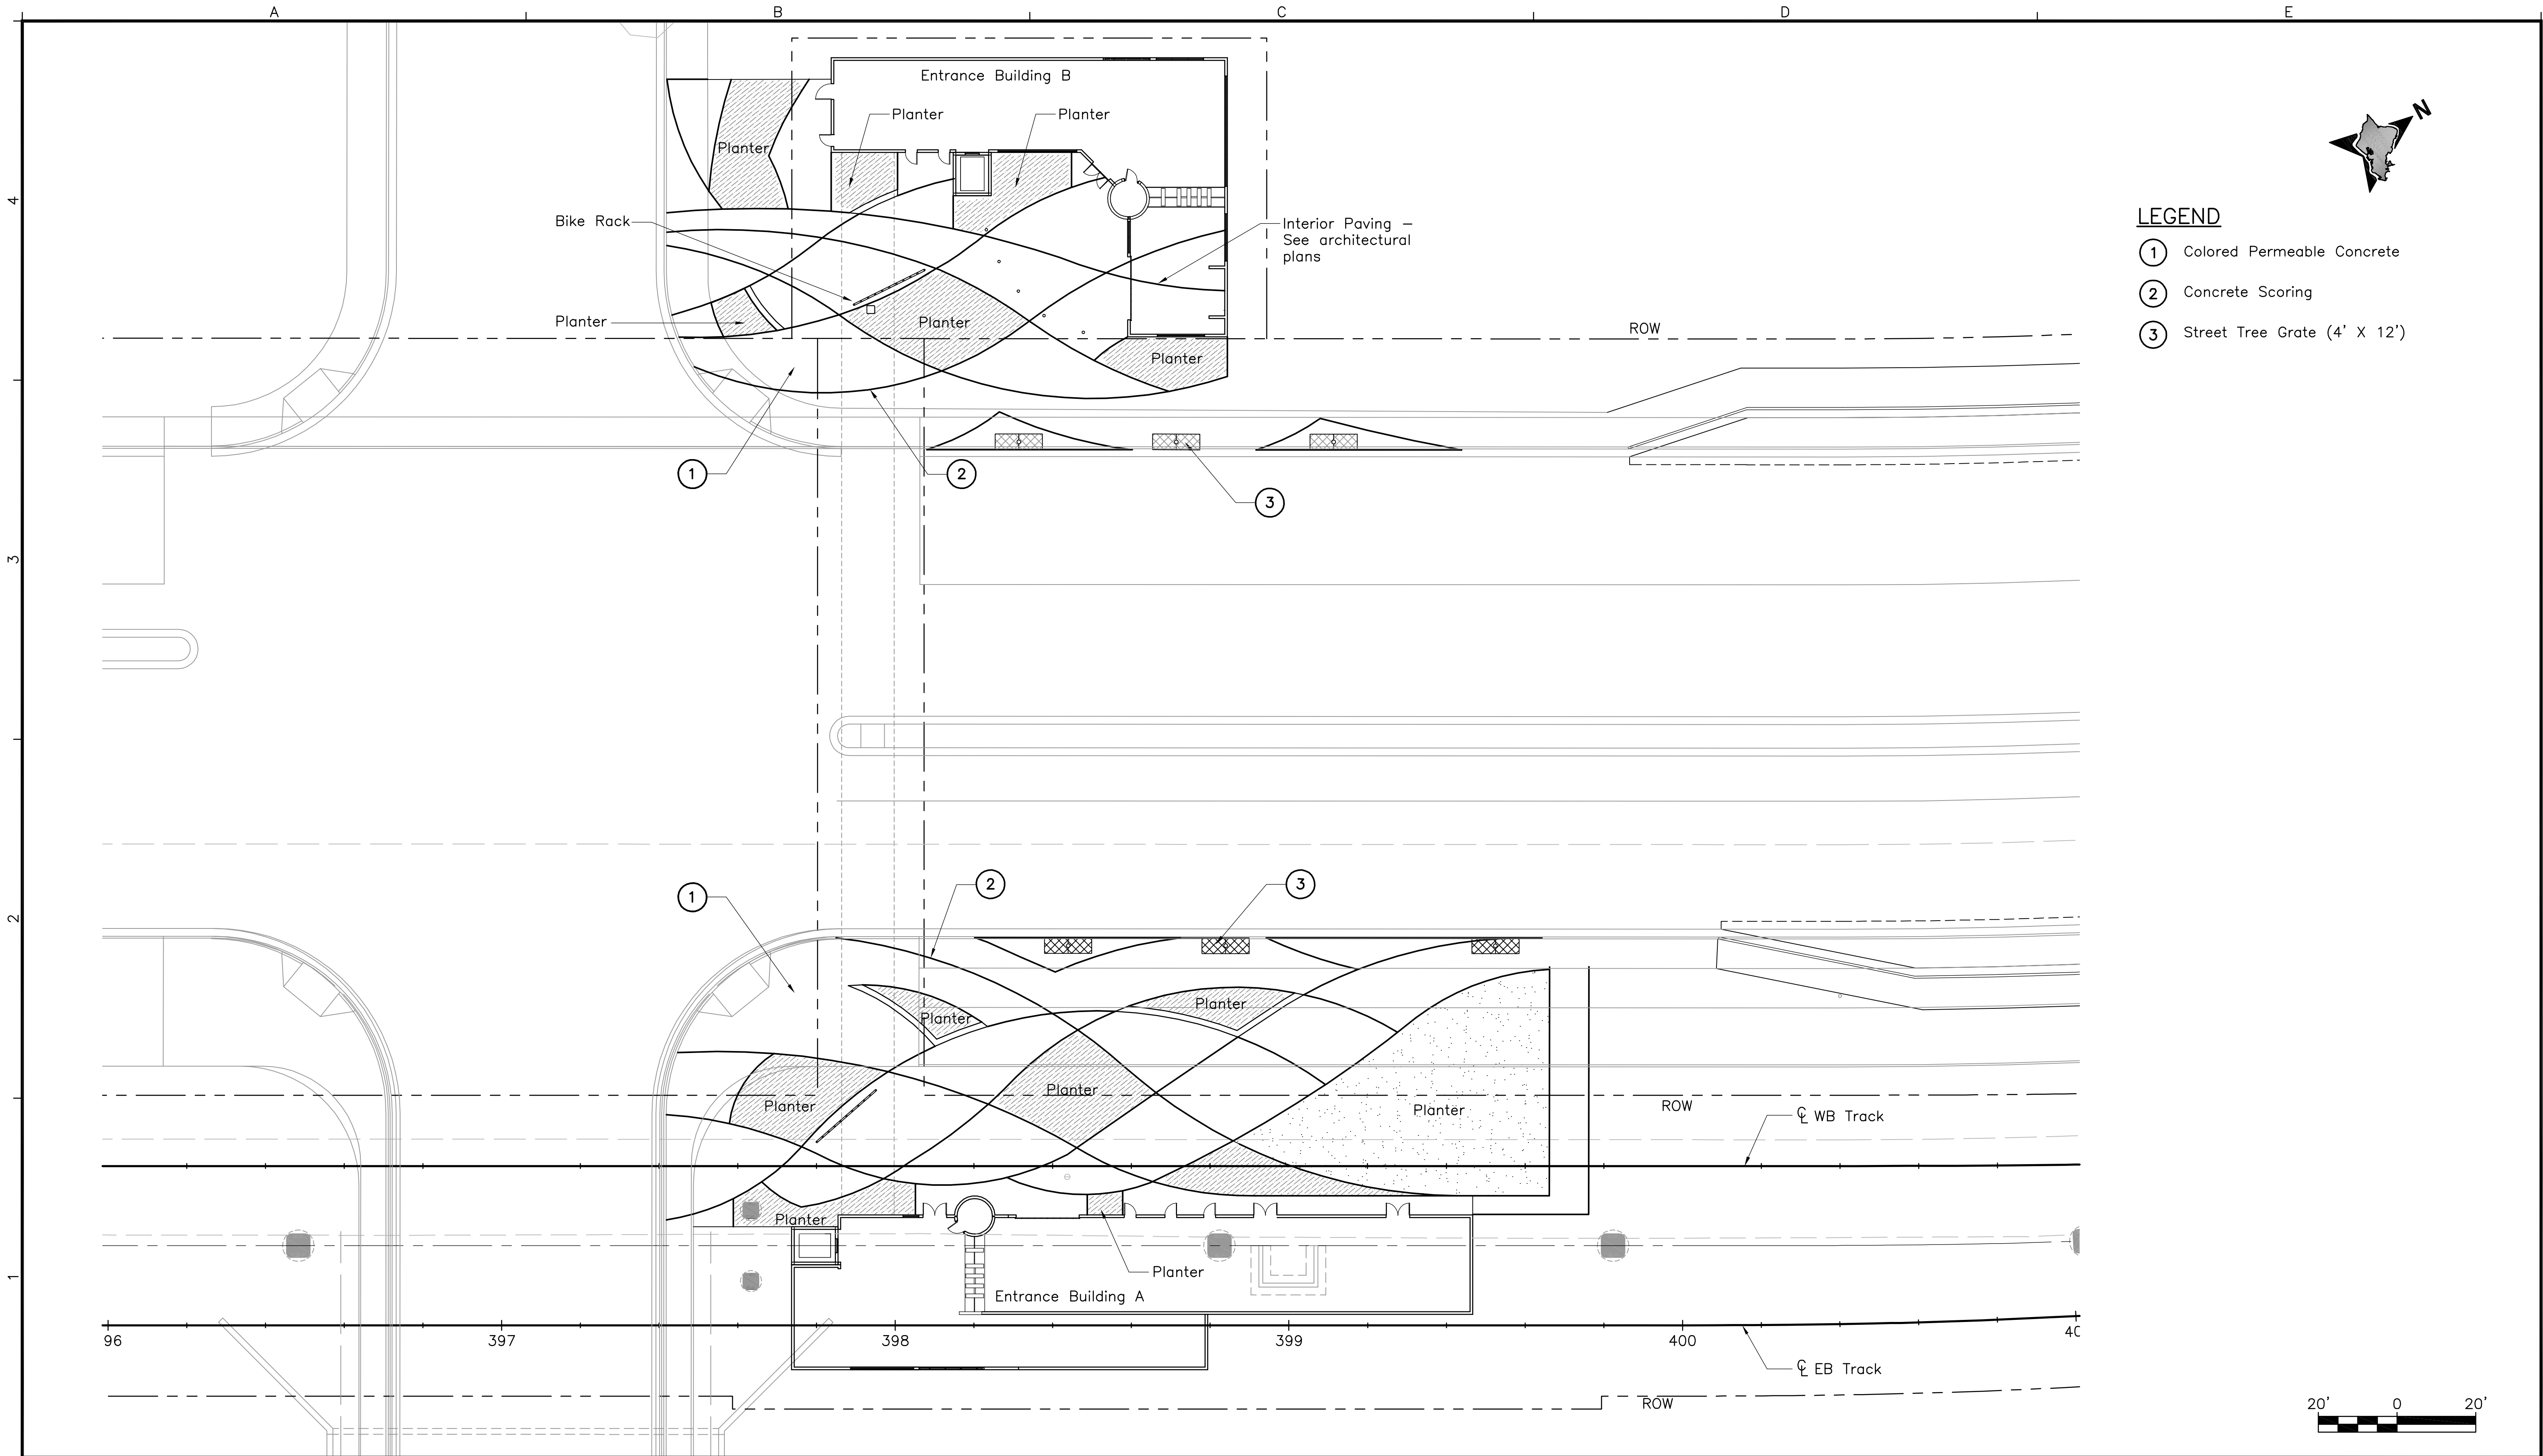 A
B
C
D
E
4
3
2
1
Entrance Building B
Planter
Planter
Planter
Bike Rack
Interior Paving –
See architectural
plans
Planter
Planter
Planter
ROW
N
LEGEND
1 Colored Permeable Concrete
2 Concrete Scoring
3 Street Tree Grate (4' X 12')
1
2
3
1
2
3
Planter
Planter
Planter
Planter
Planter
ROW
℄ WB Track
Planter
Planter
Entrance Building A
96
397
398
399
400
40
℄ EB Track
ROW
20' 0 20'